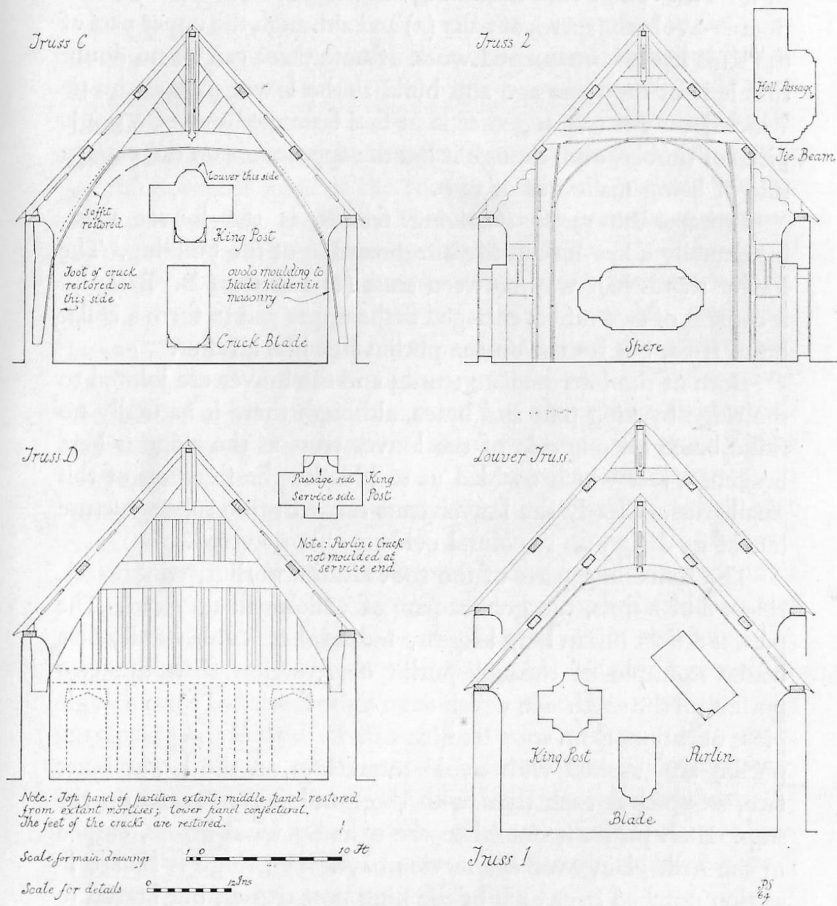 Truss C
Louver this side
soffit
restored
King Post
Foot of cruck
restored on
this side
ovolo moulding to
blade hidden in
masonry
Cruck Blade
Truss 2
Hall Passage
Tie Beam
Spere
Truss D
Passage side
Service side
King
Post
Note: Purlin & Cruck
not moulded at
service end.
Louver Truss.
King Post
Purlin
Blade
Truss 1
Note: Top panel of partition extant; middle panel restored
from extant mortises; lower panel conjectural.
The feet of the crucks are restored.
Scale for main drawings 1 0 10 Ft
Scale for details 0 12 Ins
64